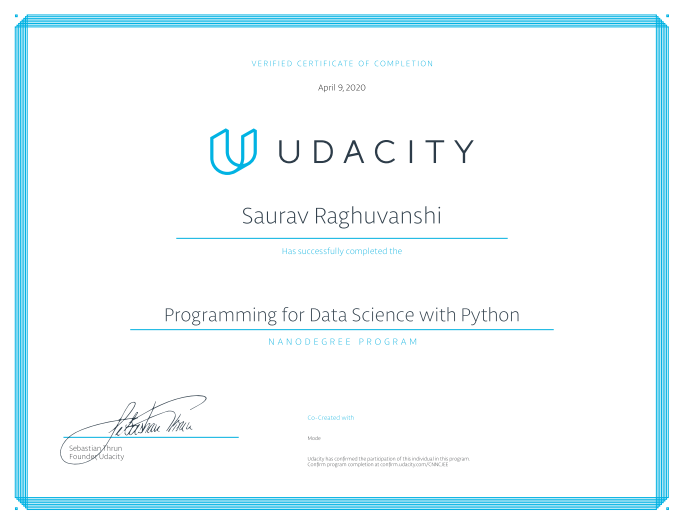 VERIFIED CERTIFICATE OF COMPLETION
April 9, 2020
UDACITY
Saurav Raghuvanshi
Has successfully completed the
Programming for Data Science with Python
NANODEGREE PROGRAM
Co-Created with
Sebastian Thrun
Mode
Sebastian Thrun
Founder, Udacity
Udacity has confirmed the participation of this individual in this program.
Confirm program completion at confirm.udacity.com/